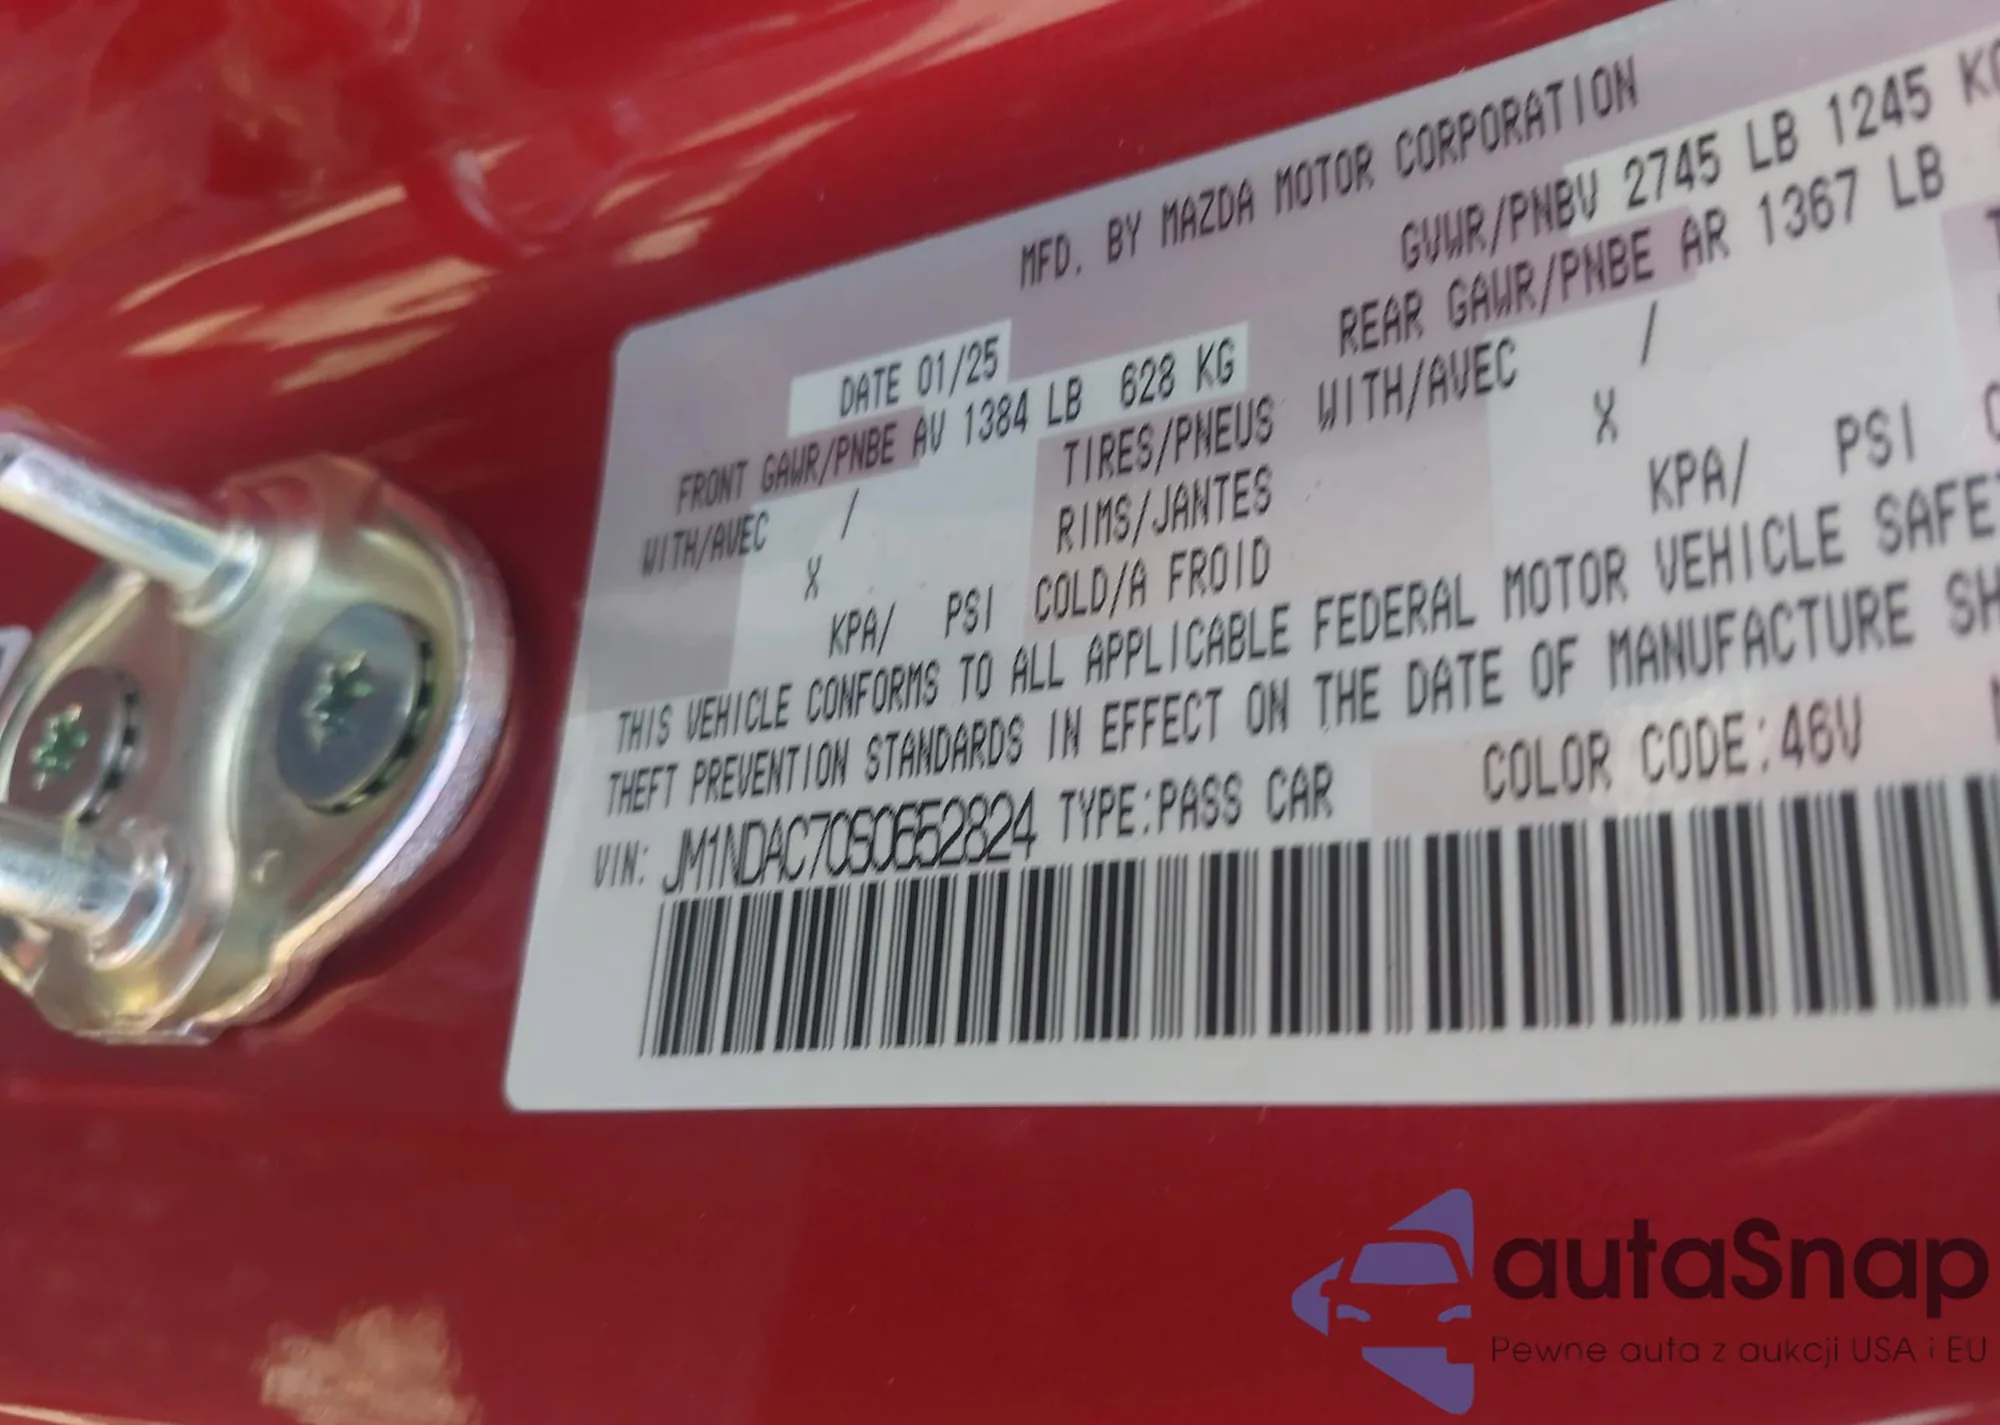 MFD. BY MAZDA MOTOR CORPORATION
DATE 01/25 GVWR/PNBV 2745 LB 1245 KG
FRONT GAWR/PNBE AV 1384 LB 628 KG REAR GAWR/PNBE AR 1367 LB
WITH/AVEC / TIRES/PNEUS WITH/AVEC /
X RIMS/JANTES X
KPA/ PSI COLD/A FROID KPA/ PSI
THIS VEHICLE CONFORMS TO ALL APPLICABLE FEDERAL MOTOR VEHICLE
THEFT PREVENTION STANDARDS IN EFFECT ON THE DATE OF MANUFACTURE
VIN: JM1NDAC70S0652824 TYPE:PASS CAR COLOR CODE:46V
autaSnap
Pewne auta z aukcji USA i EU